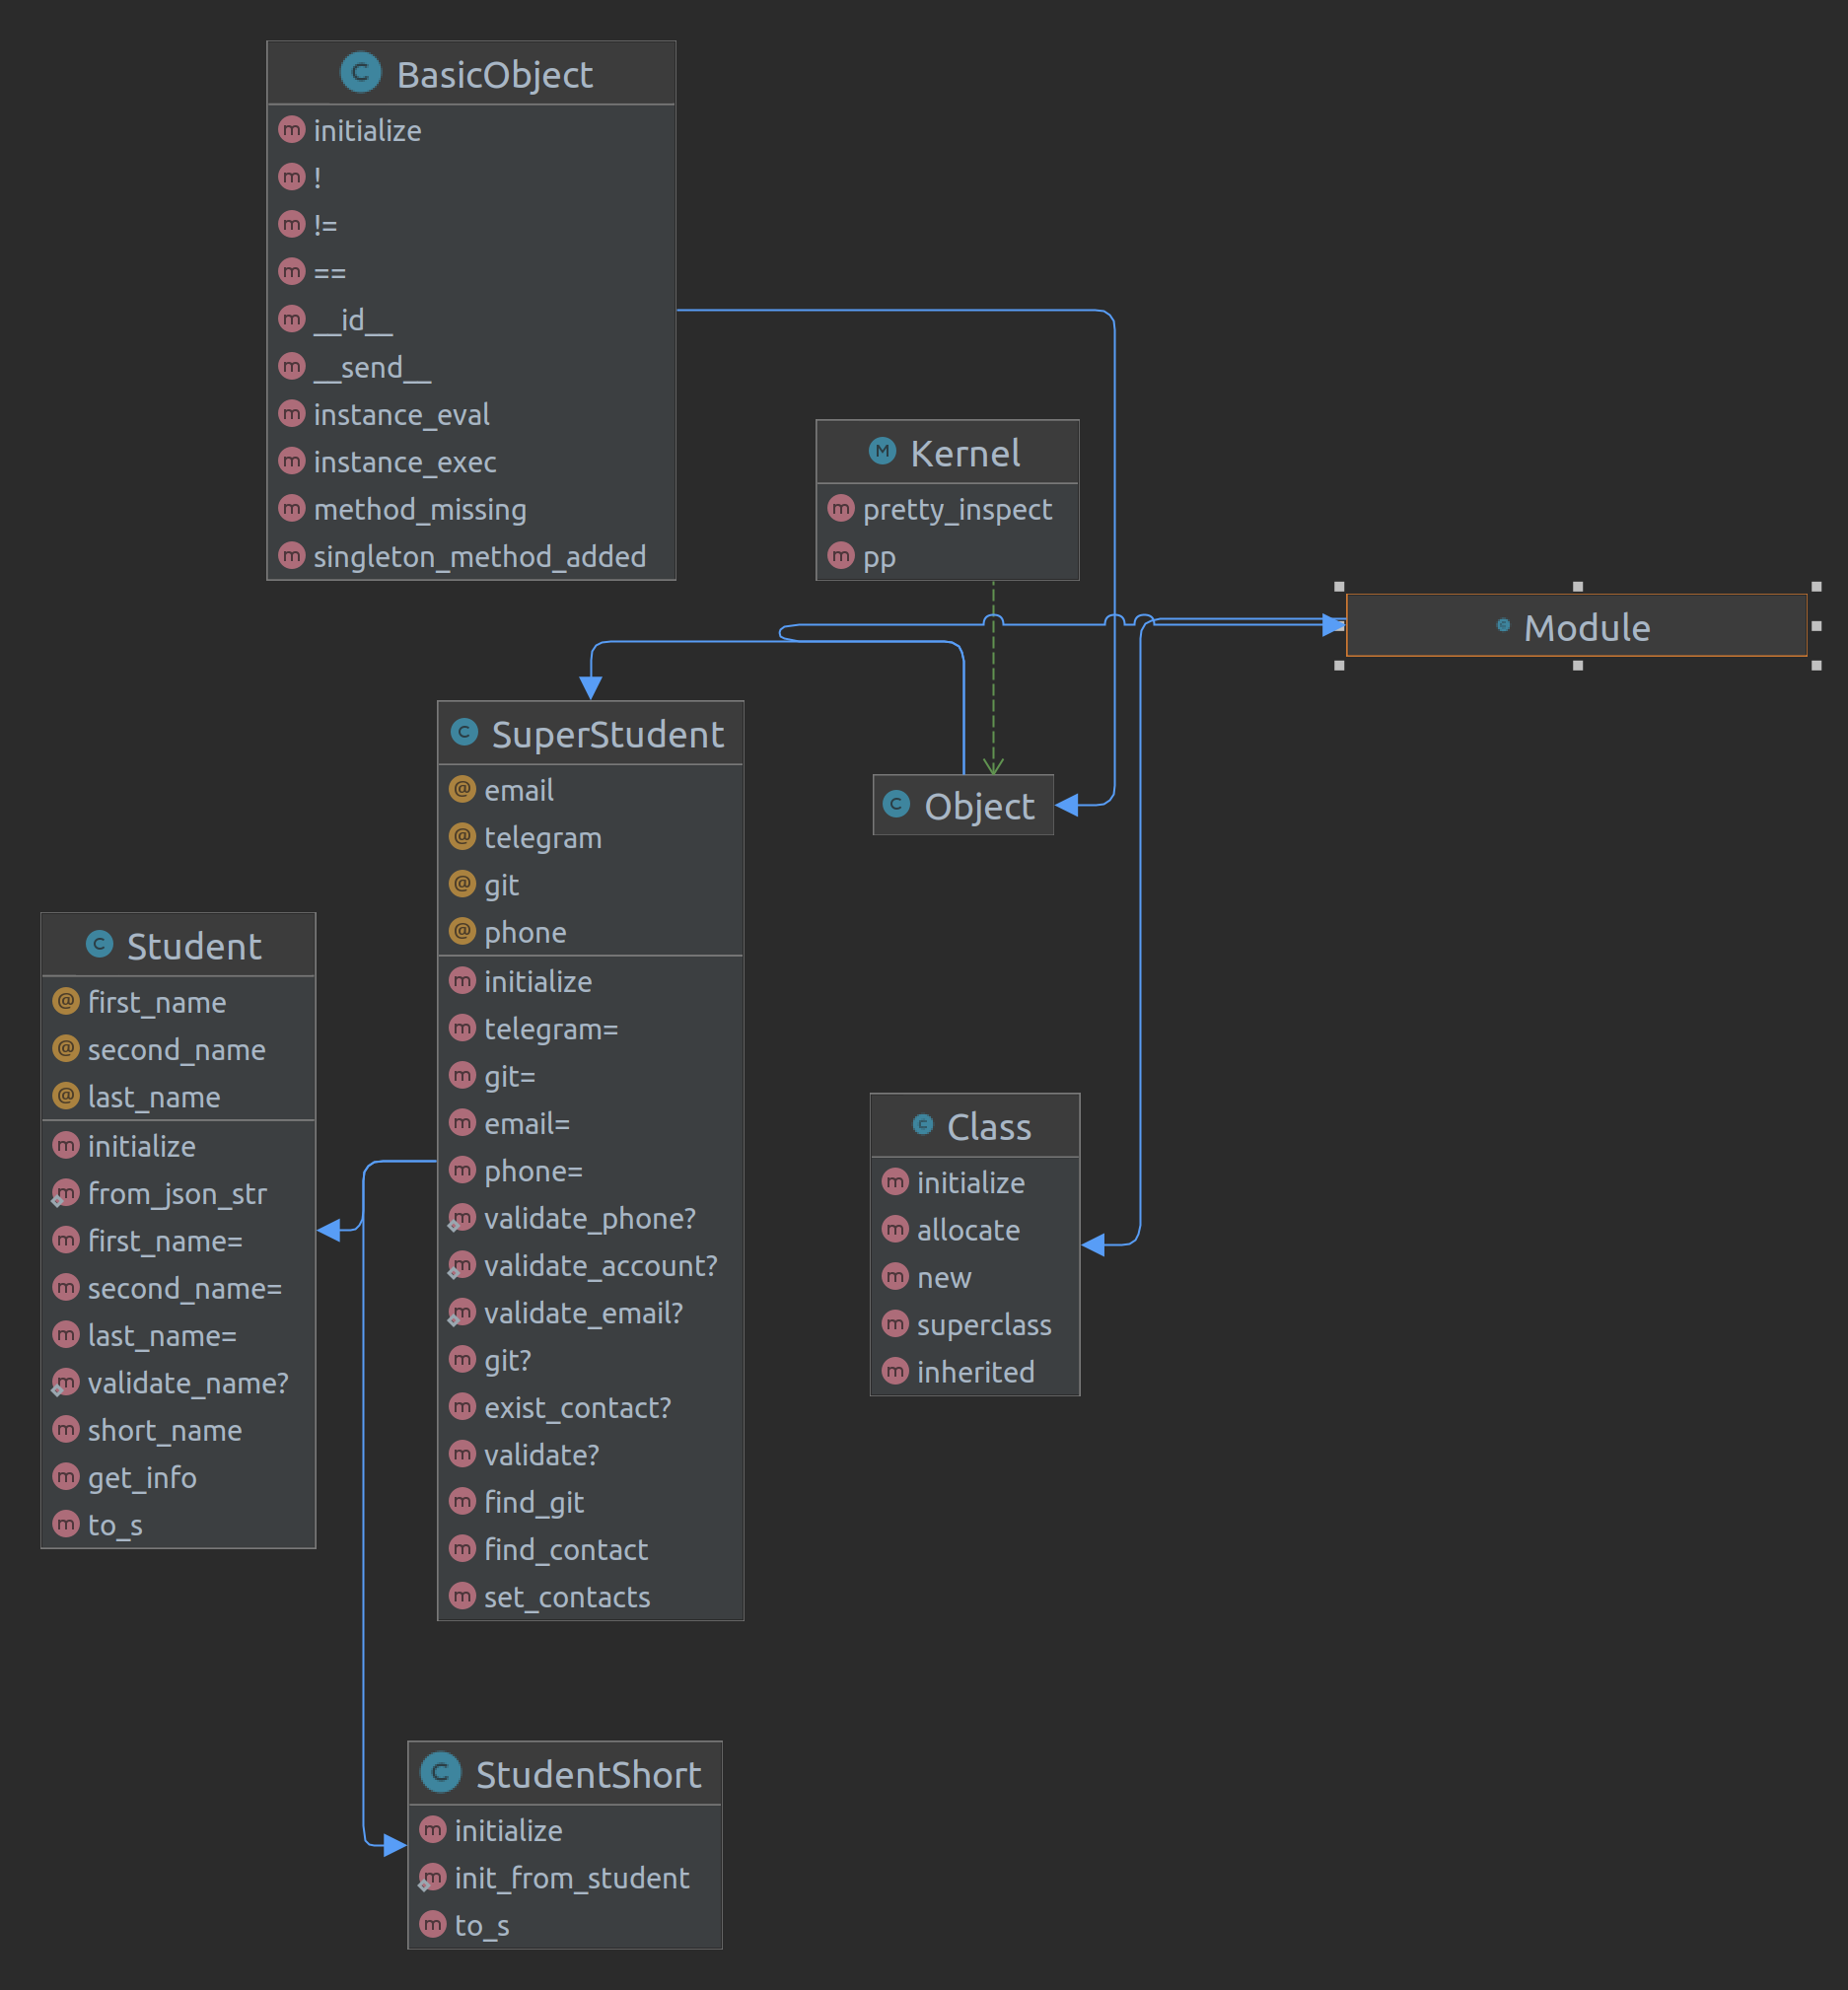 BasicObject
initialize
!
!=
==
__id__
__send__
instance_eval
instance_exec
method_missing
singleton_method_added
Kernel
pretty_inspect
pp
Module
SuperStudent
email
telegram
git
phone
initialize
telegram=
git=
email=
phone=
validate_phone?
validate_account?
validate_email?
git?
exist_contact?
validate?
find_git
find_contact
set_contacts
Object
Student
first_name
second_name
last_name
initialize
from_json_str
first_name=
second_name=
last_name=
validate_name?
short_name
get_info
to_s
Class
initialize
allocate
new
superclass
inherited
StudentShort
initialize
init_from_student
to_s